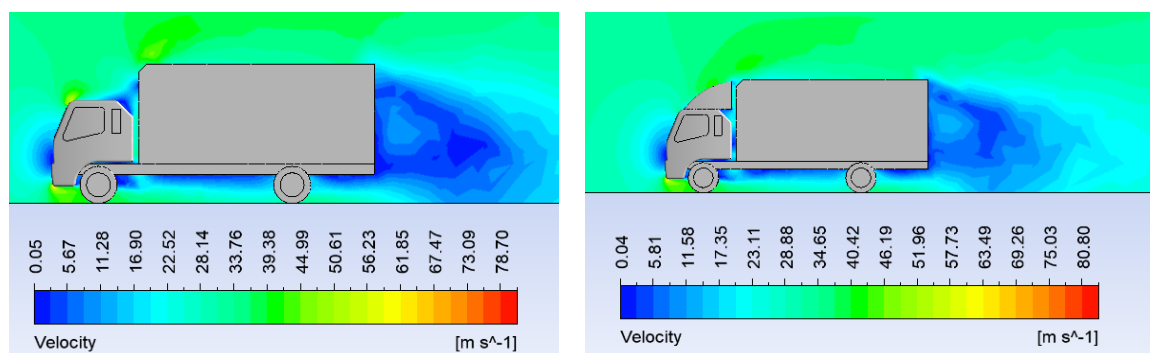 0.05 5.67 11.28 16.90 22.52 28.14 33.76 39.38 44.99 50.61 56.23 61.85 67.47 73.09 78.70
Velocity [m s^-1]
0.04 5.81 11.58 17.35 23.11 28.88 34.65 40.42 46.19 51.96 57.73 63.49 69.26 75.03 80.80
Velocity [m s^-1]